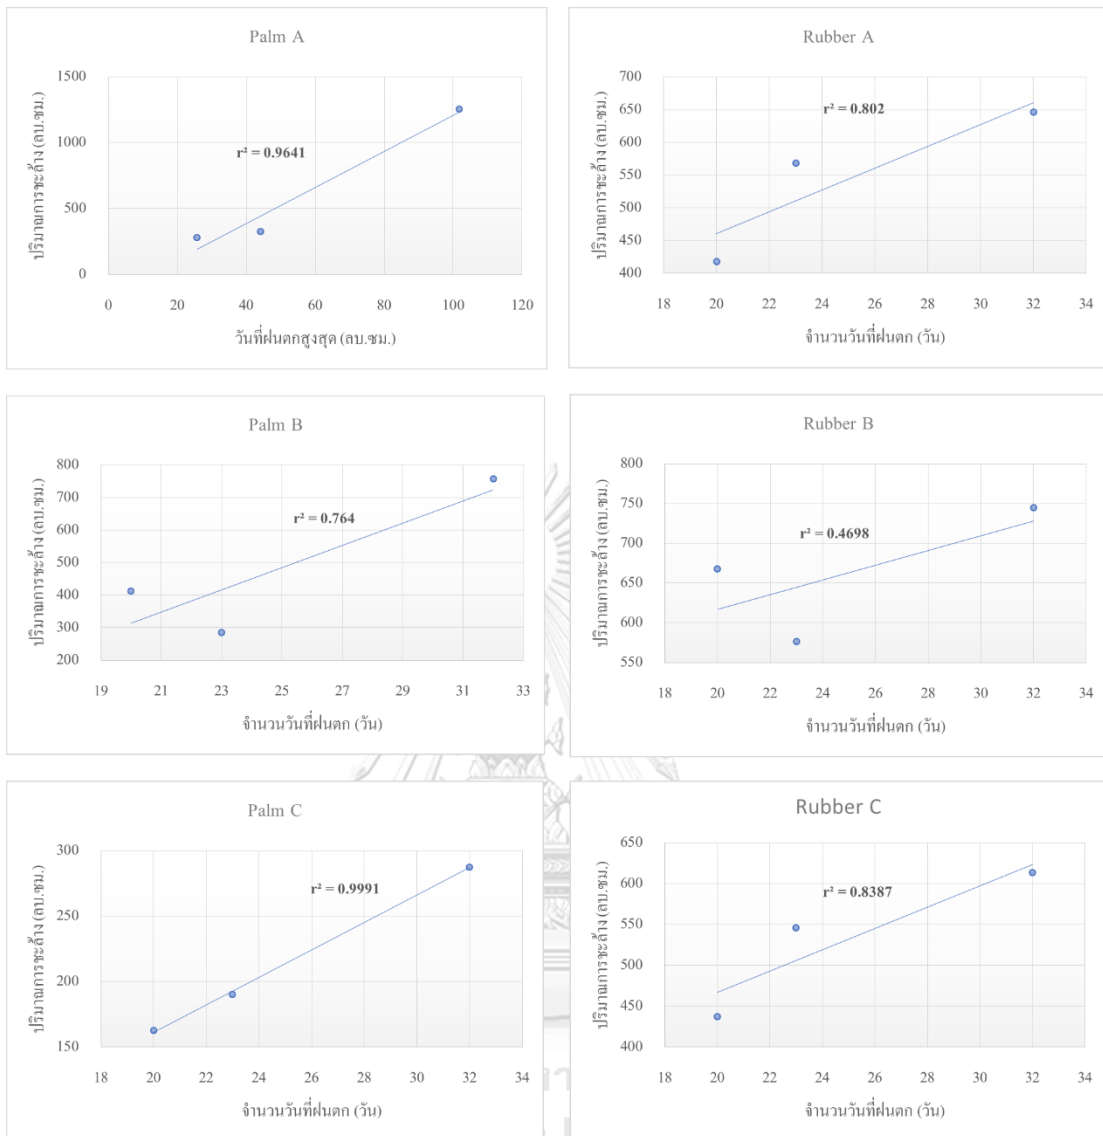 Palm A
1500
1000
500
0
0 20 40 60 80 100 120
r² = 0.9641
ปริมาณการชะล้าง (ลบ.ซม.)
วันที่ฝนตกสูงสุด (ลบ.ซม.)
Rubber A
700
650
600
550
500
450
400
18 20 22 24 26 28 30 32 34
r² = 0.802
ปริมาณการชะล้าง (ลบ.ซม.)
จำนวนวันที่ฝนตก (วัน)
Palm B
800
700
600
500
400
300
200
19 21 23 25 27 29 31 33
r² = 0.764
ปริมาณการชะล้าง (ลบ.ซม.)
จำนวนวันที่ฝนตก (วัน)
Rubber B
800
750
700
650
600
550
18 20 22 24 26 28 30 32 34
r² = 0.4698
ปริมาณการชะล้าง (ลบ.ซม.)
จำนวนวันที่ฝนตก (วัน)
Palm C
300
250
200
150
18 20 22 24 26 28 30 32 34
r² = 0.9991
ปริมาณการชะล้าง (ลบ.ซม.)
จำนวนวันที่ฝนตก (วัน)
Rubber C
650
600
550
500
450
400
18 20 22 24 26 28 30 32 34
r² = 0.8387
ปริมาณการชะล้าง (ลบ.ซม.)
จำนวนวันที่ฝนตก (วัน)